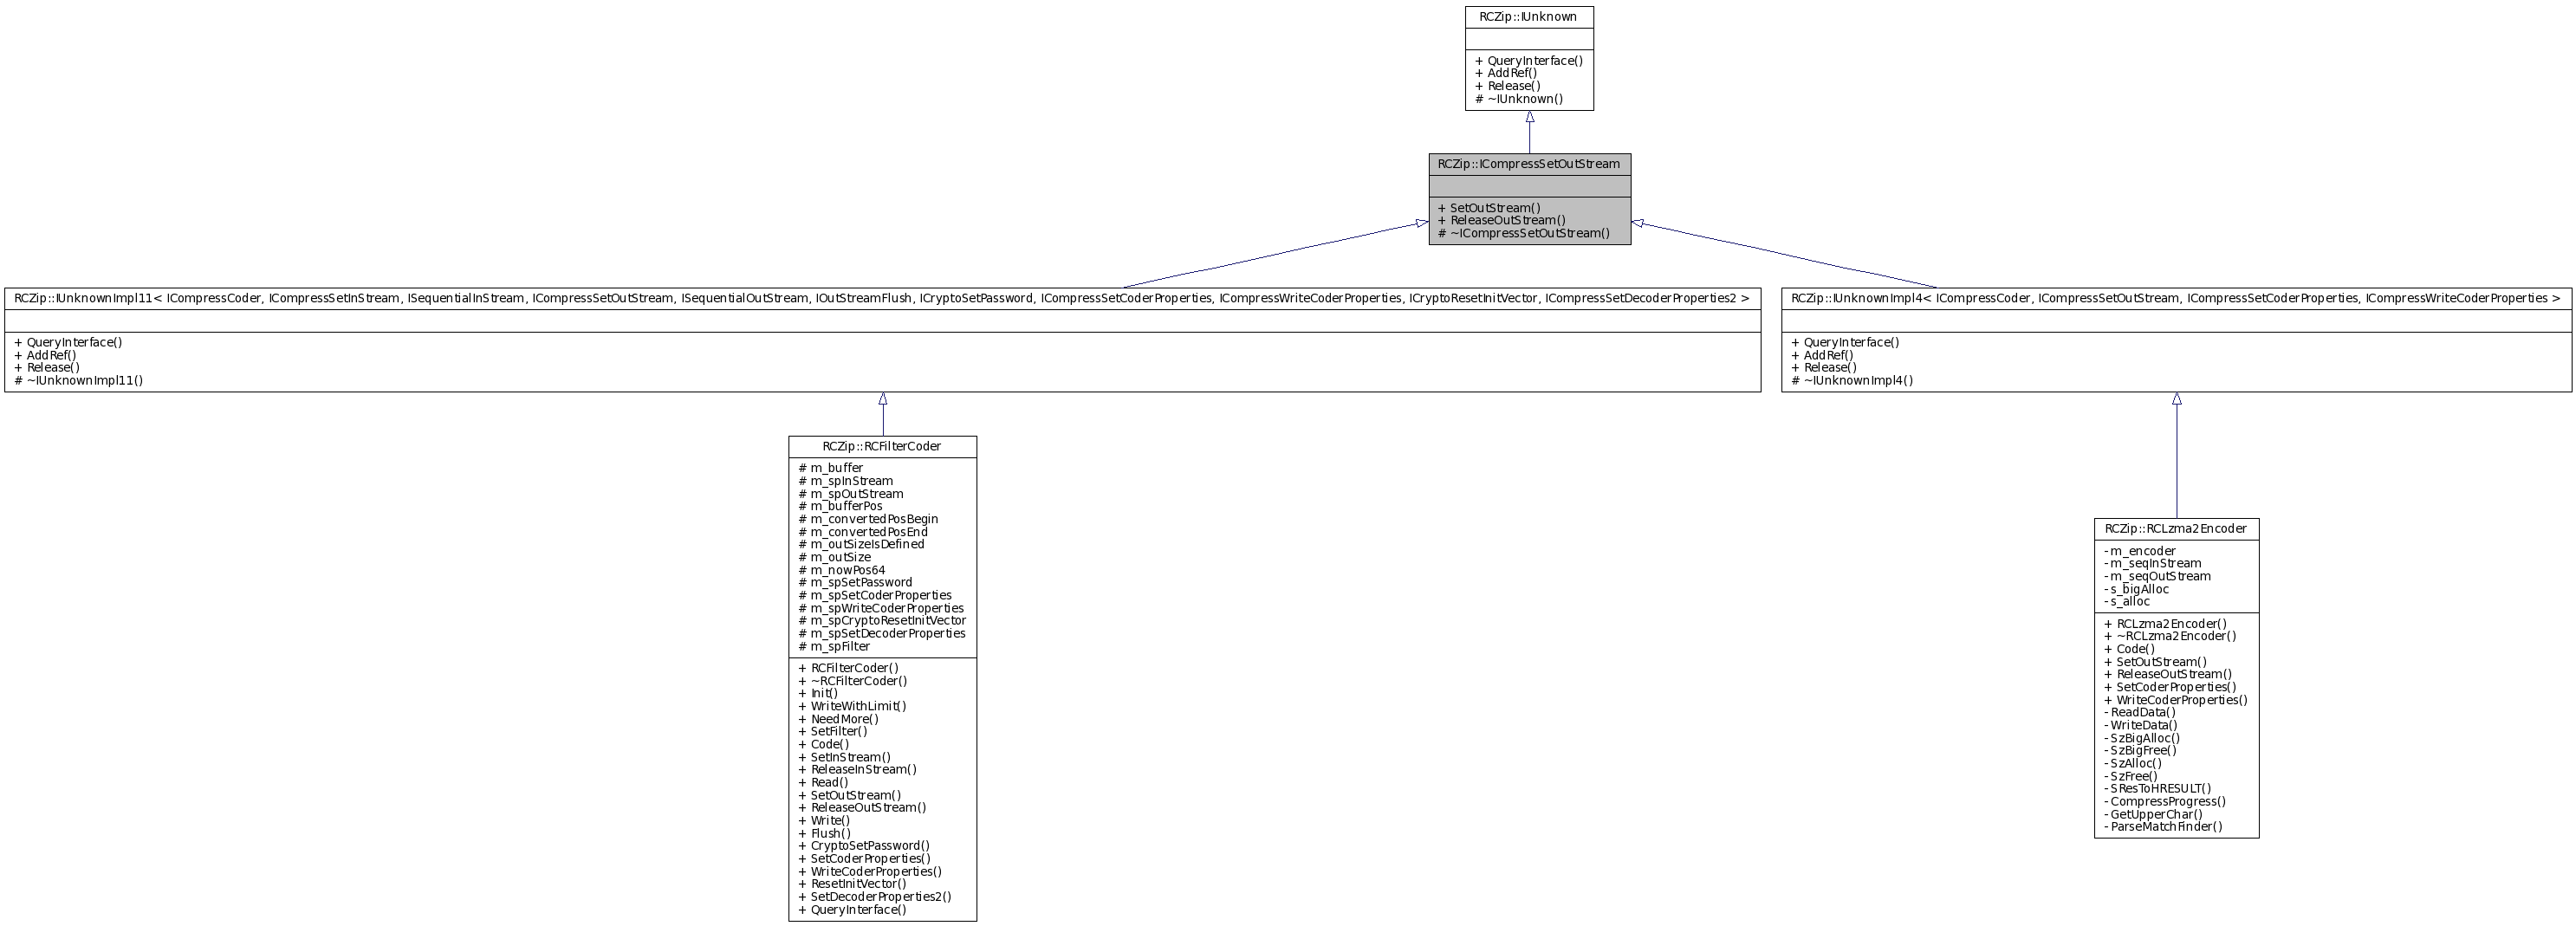 RCZip::IUnknown
+ QueryInterface()
+ AddRef()
+ Release()
# ~IUnknown()
RCZip::ICompressSetOutStream
+ SetOutStream()
+ ReleaseOutStream()
# ~ICompressSetOutStream()
RCZip::IUnknownImpl11< ICompressCoder, ICompressSetInStream, ISequentialInStream, ICompressSetOutStream, ISequentialOutStream, IOutStreamFlush, ICryptoSetPassword, ICompressSetCoderProperties, ICompressWriteCoderProperties, ICryptoResetInitVector, ICompressSetDecoderProperties2 >
+ QueryInterface()
+ AddRef()
+ Release()
# ~IUnknownImpl11()
RCZip::IUnknownImpl4< ICompressCoder, ICompressSetOutStream, ICompressSetCoderProperties, ICompressWriteCoderProperties >
+ QueryInterface()
+ AddRef()
+ Release()
# ~IUnknownImpl4()
RCZip::RCFilterCoder
# m_buffer
# m_spInStream
# m_spOutStream
# m_bufferPos
# m_convertedPosBegin
# m_convertedPosEnd
# m_outSizeIsDefined
# m_outSize
# m_nowPos64
# m_spSetPassword
# m_spSetCoderProperties
# m_spWriteCoderProperties
# m_spCryptoResetInitVector
# m_spSetDecoderProperties
# m_spFilter
+ RCFilterCoder()
+ ~RCFilterCoder()
+ Init()
+ WriteWithLimit()
+ NeedMore()
+ SetFilter()
+ Code()
+ SetInStream()
+ ReleaseInStream()
+ Read()
+ SetOutStream()
+ ReleaseOutStream()
+ Write()
+ Flush()
+ CryptoSetPassword()
+ SetCoderProperties()
+ WriteCoderProperties()
+ ResetInitVector()
+ SetDecoderProperties2()
+ QueryInterface()
RCZip::RCLzma2Encoder
- m_encoder
- m_seqInStream
- m_seqOutStream
- s_bigAlloc
- s_alloc
+ RCLzma2Encoder()
+ ~RCLzma2Encoder()
+ Code()
+ SetOutStream()
+ ReleaseOutStream()
+ SetCoderProperties()
+ WriteCoderProperties()
- ReadData()
- WriteData()
- SzBigAlloc()
- SzBigFree()
- SzAlloc()
- SzFree()
- SResToHRESULT()
- CompressProgress()
- GetUpperChar()
- ParseMatchFinder()